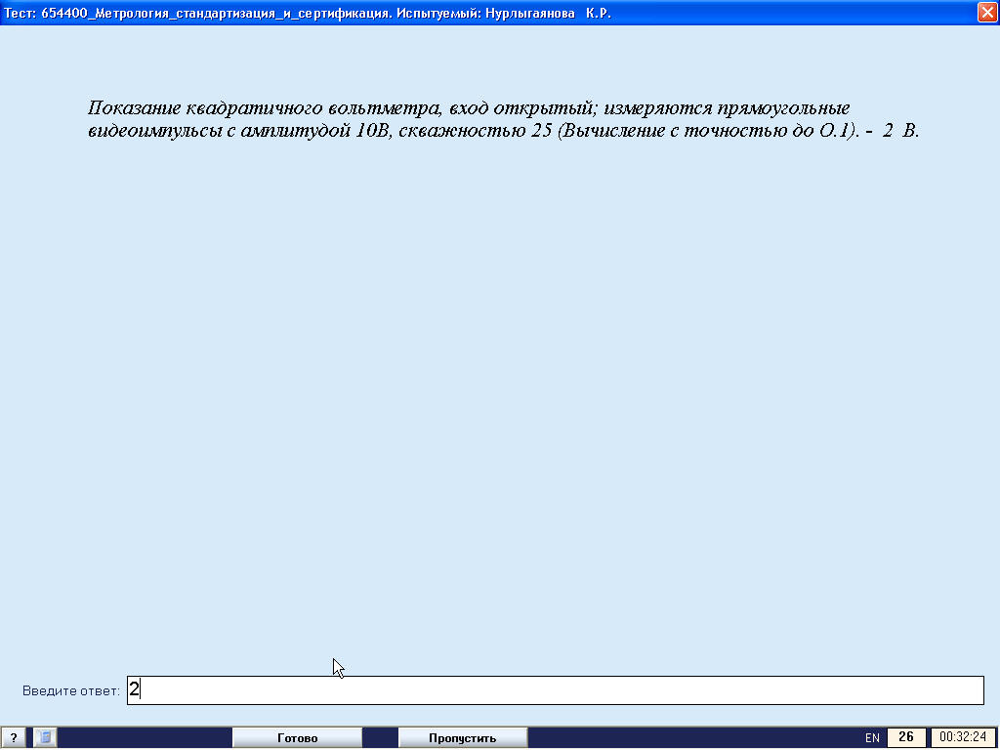 Тест: 654400_Метрология_стандартизация_и_сертификация. Испытуемый: Нурлыгаянова К.Р.
Показание квадратичного вольтметра, вход открытый; измеряются прямоугольные
видеоимпульсы с амплитудой 10В, скважностью 25 (Вычисление с точностью до О.1). - 2 В.
Введите ответ: 2
? Готово Пропустить EN 26 00:32:24